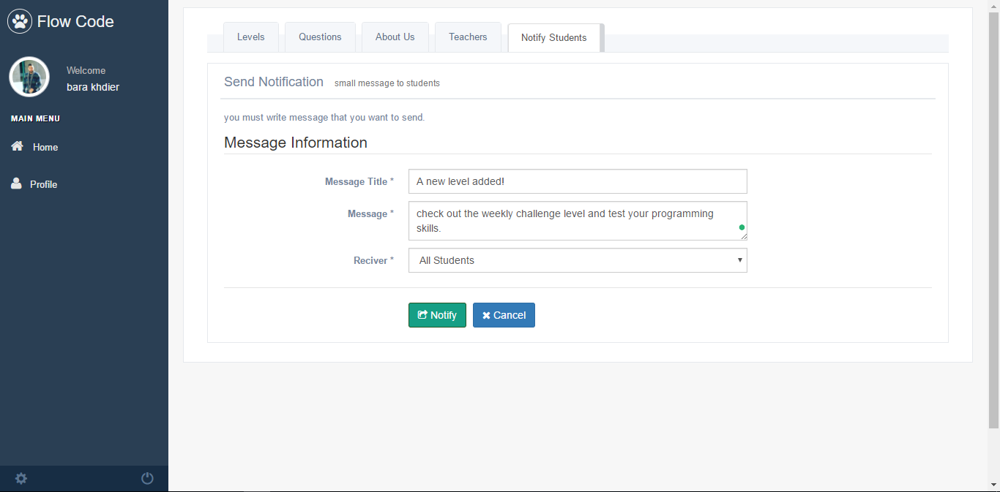 Flow Code
Welcome
bara khdier
MAIN MENU
Home
Profile
Levels
Questions
About Us
Teachers
Notify Students
Send Notification small message to students
you must write message that you want to send.
Message Information
Message Title * A new level added!
Message * check out the weekly challenge level and test your programming
skills.
Reciver * All Students
Notify
Cancel